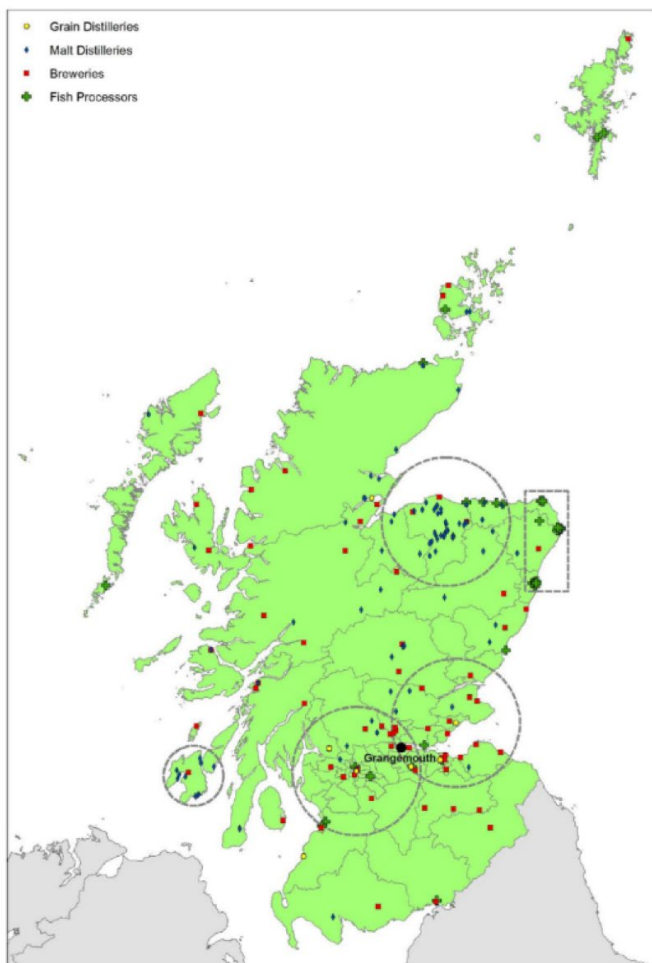 Grain Distilleries
Malt Distilleries
Breweries
Fish Processors
Grangemouth